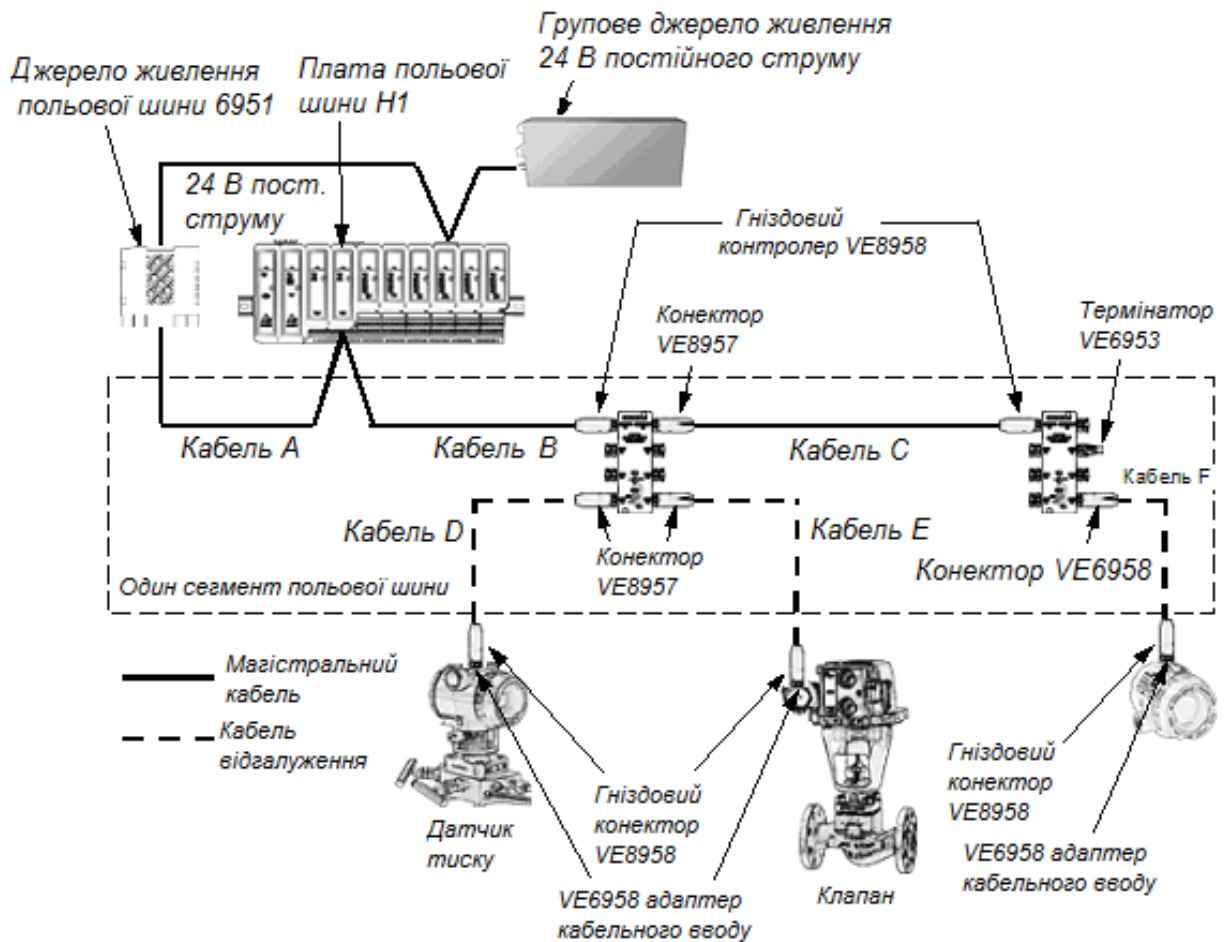 Групове джерело живлення
24 В постійного струму
Джерело живлення
польової шини 6951
Плата польової
шини H1
24 В пост.
струму
Гніздовий
контролер VE8958
Конектор
VE8957
Термінатор
VE6953
Кабель A
Кабель B
Кабель C
Кабель F
Кабель D
Кабель E
Конектор
VE8957
Конектор VE6958
Один сегмент польової шини
Магістральний
кабель
Кабель
відгалуження
Гніздовий
конектор
VE8958
Гніздовий
конектор
VE8958
Датчик
тиску
VE6958 адаптер
кабельного вводу
Клапан
VE6958 адаптер
кабельного вводу